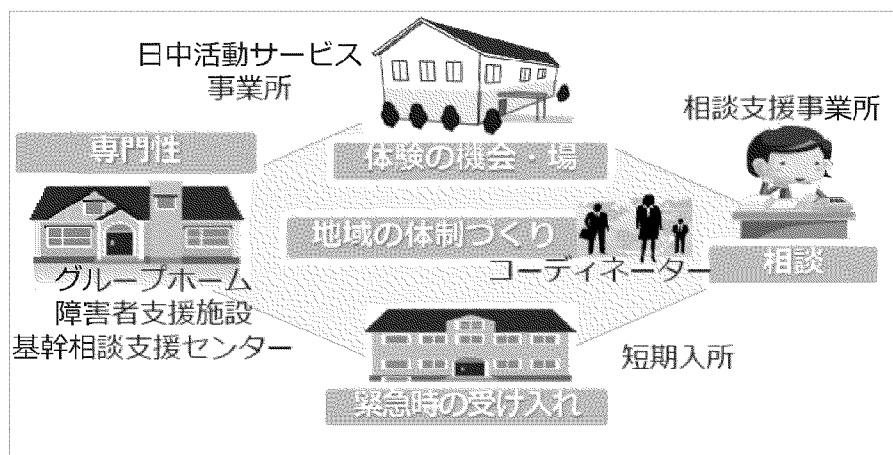 日中活動サービス
事業所
相談支援事業所
専門性
体験の機会・場
地域の体制づくり
コーディネーター
相談
グループホーム
障害者支援施設
基幹相談支援センター
短期入所
緊急時の受け入れ